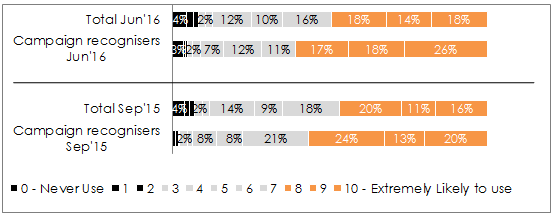 Total Jun'16 4% 2% 12% 10% 16% 18% 14% 18%
Campaign recognisers Jun'16 3% 2% 7% 12% 11% 17% 18% 26%
Total Sep'15 4% 2% 14% 9% 18% 20% 11% 16%
Campaign recognisers Sep'15 2% 8% 8% 21% 24% 13% 20%
0 - Never Use 1 2 3 4 5 6 7 8 9 10 - Extremely Likely to use